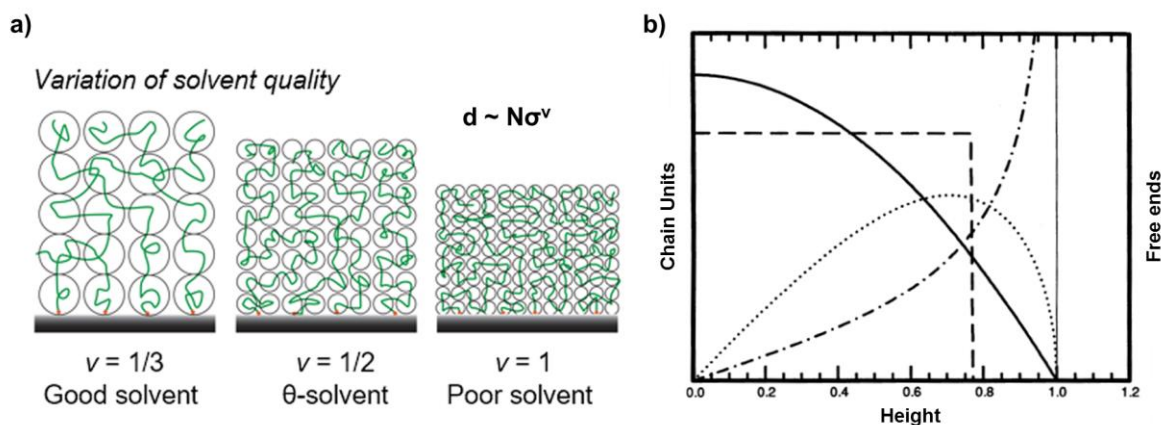 a)
Variation of solvent quality
d ~ Nσᵛ
ν = 1/3
Good solvent
ν = 1/2
θ-solvent
ν = 1
Poor solvent
b)
Chain Units
Free ends
0.0 0.2 0.4 0.6 0.8 1.0 1.2
Height